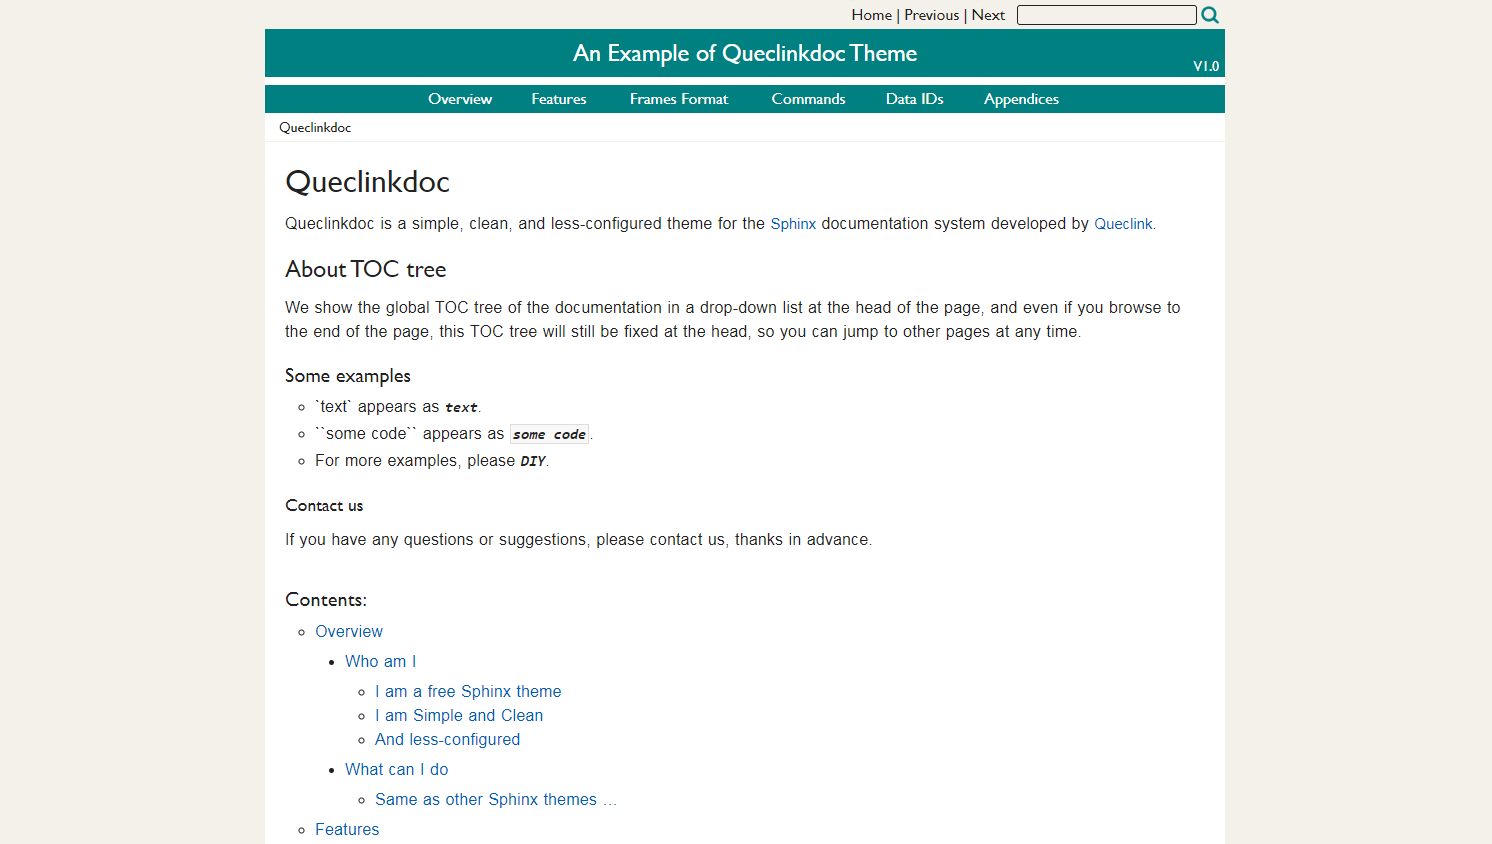 Home | Previous | Next
An Example of Queclinkdoc Theme
V1.0
Overview Features Frames Format Commands Data IDs Appendices
Queclinkdoc
Queclinkdoc
Queclinkdoc is a simple, clean, and less-configured theme for the Sphinx documentation system developed by Queclink.
About TOC tree
We show the global TOC tree of the documentation in a drop-down list at the head of the page, and even if you browse to
the end of the page, this TOC tree will still be fixed at the head, so you can jump to other pages at any time.
Some examples
`text` appears as text.
``some code`` appears as some code.
For more examples, please DIY.
Contact us
If you have any questions or suggestions, please contact us, thanks in advance.
Contents:
Overview
Who am I
I am a free Sphinx theme
I am Simple and Clean
And less-configured
What can I do
Same as other Sphinx themes …
Features